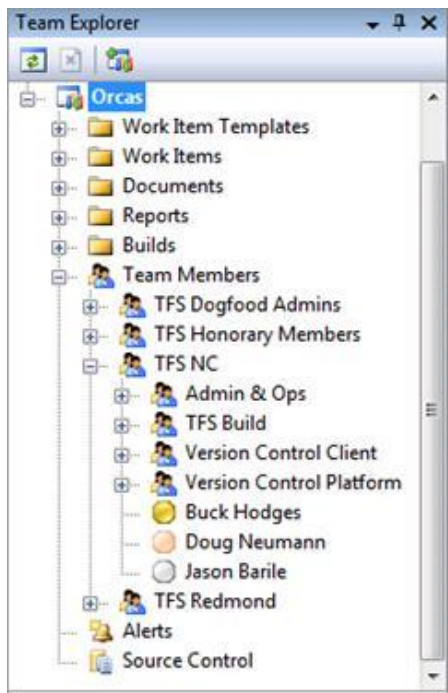 Team Explorer
Orcas
Work Item Templates
Work Items
Documents
Reports
Builds
Team Members
TFS Dogfood Admins
TFS Honorary Members
TFS NC
Admin & Ops
TFS Build
Version Control Client
Version Control Platform
Buck Hodges
Doug Neumann
Jason Barile
TFS Redmond
Alerts
Source Control